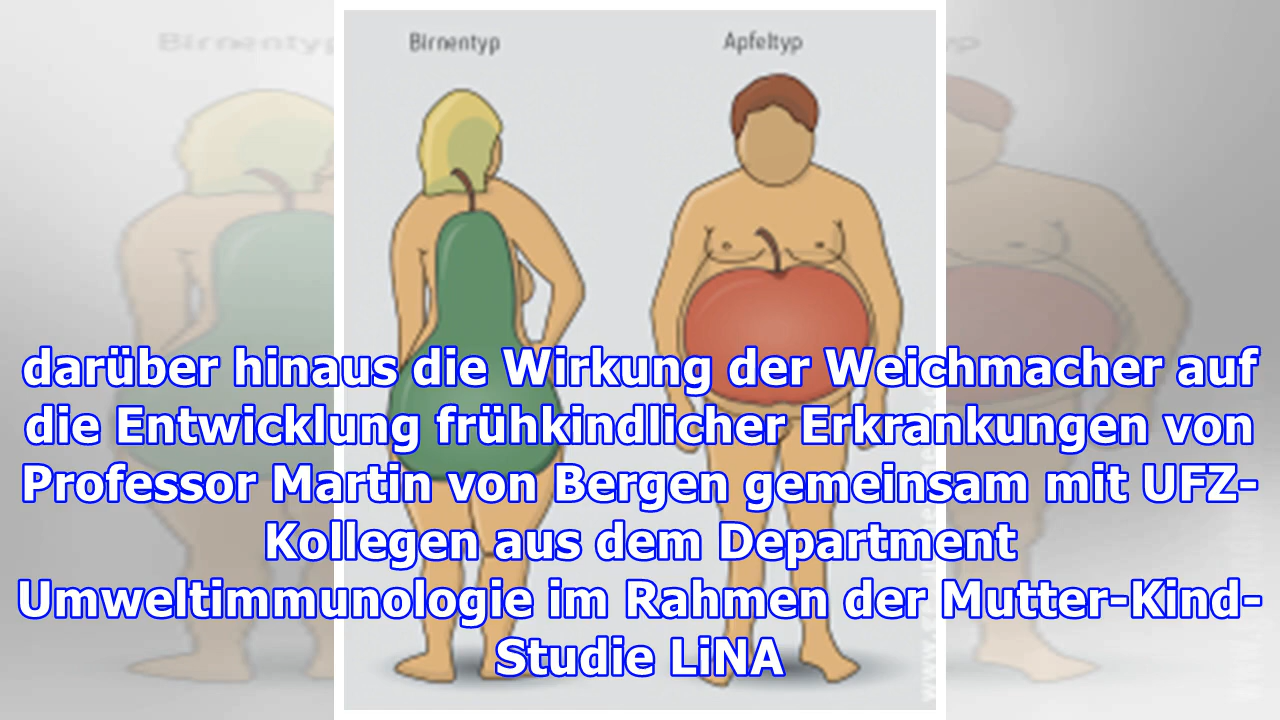 Birnentyp
Apfeltyp
darüber hinaus die Wirkung der Weichmacher auf
die Entwicklung frühkindlicher Erkrankungen von
Professor Martin von Bergen gemeinsam mit UFZ-
Kollegen aus dem Department
Umweltimmunologie im Rahmen der Mutter-Kind-
Studie LiNA